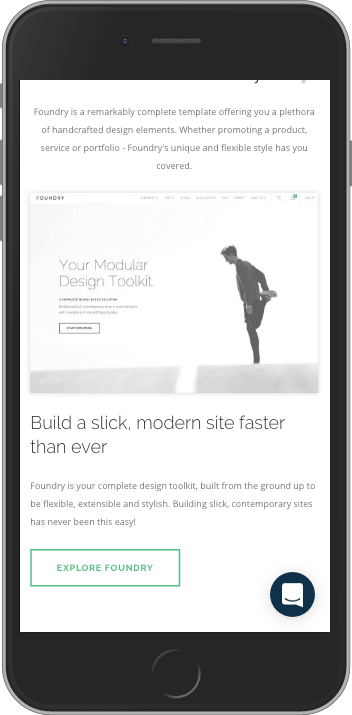 Foundry is a remarkably complete template offering you a plethora
of handcrafted design elements. Whether promoting a product,
service or portfolio - Foundry's unique and flexible style has you
covered.
FOUNDRY
Your Modular
Design Toolkit.
START EXPLORING
Build a slick, modern site faster
than ever
Foundry is your complete design toolkit, built from the ground up to
be flexible, extensible and stylish. Building slick, contemporary sites
has never been this easy!
EXPLORE FOUNDRY